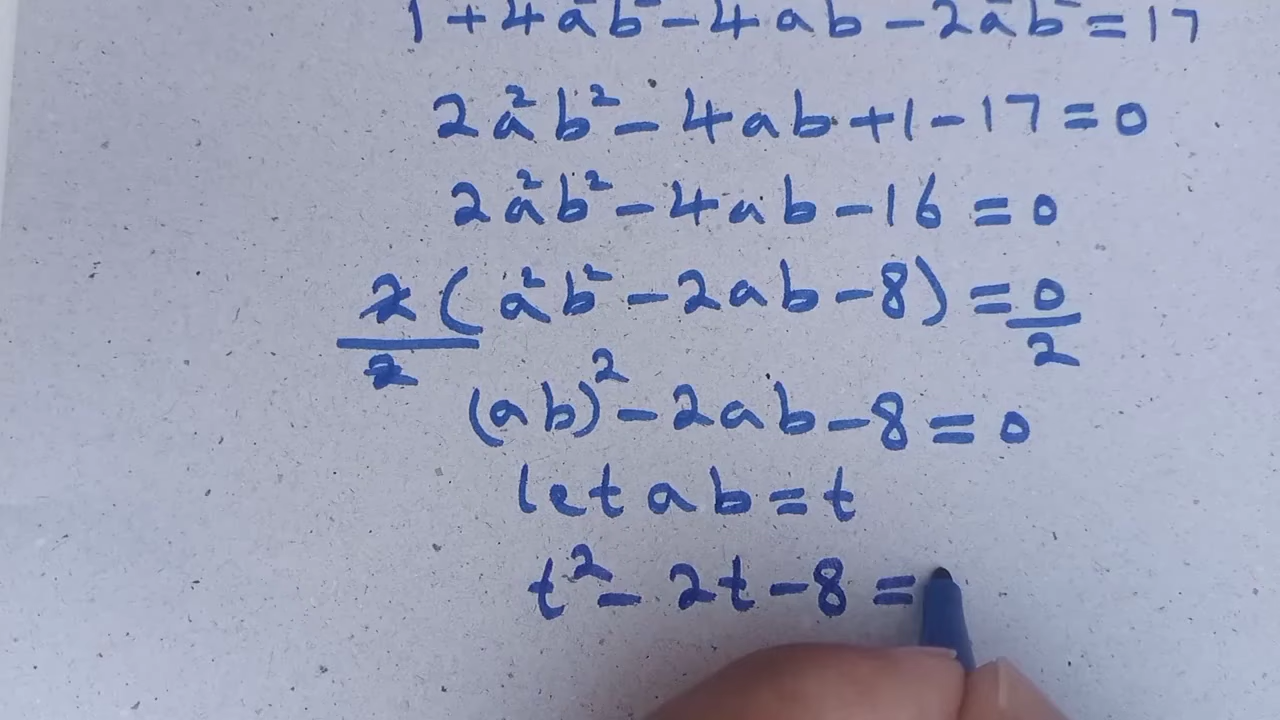 1 + 4a²b² - 4ab - 2a²b² = 17
2a²b² - 4ab + 1 - 17 = 0
2a²b² - 4ab - 16 = 0
2(a²b² - 2ab - 8) = 0
2 2
(ab)² - 2ab - 8 = 0
let ab = t
t² - 2t - 8 =